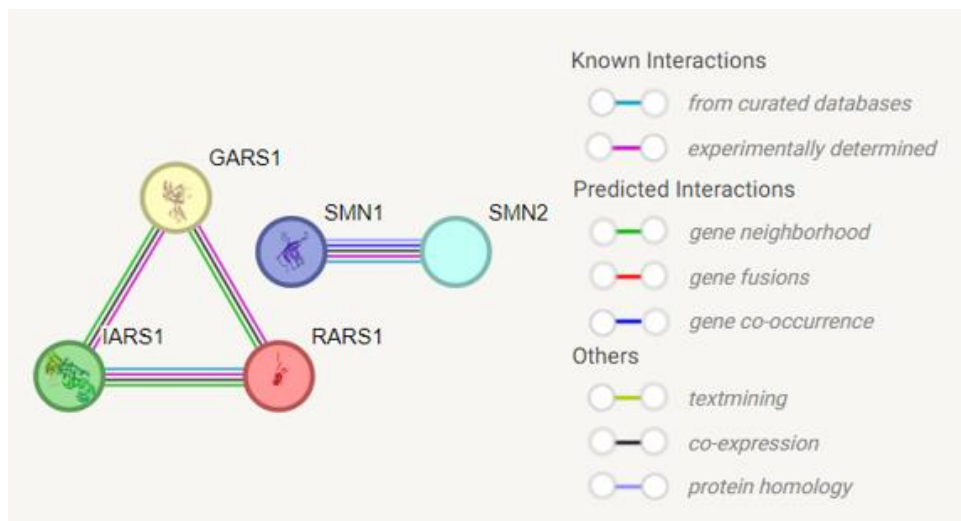 GARS1
SMN1
SMN2
IARS1
RARS1
Known Interactions
from curated databases
experimentally determined
Predicted Interactions
gene neighborhood
gene fusions
gene co-occurrence
Others
textmining
co-expression
protein homology